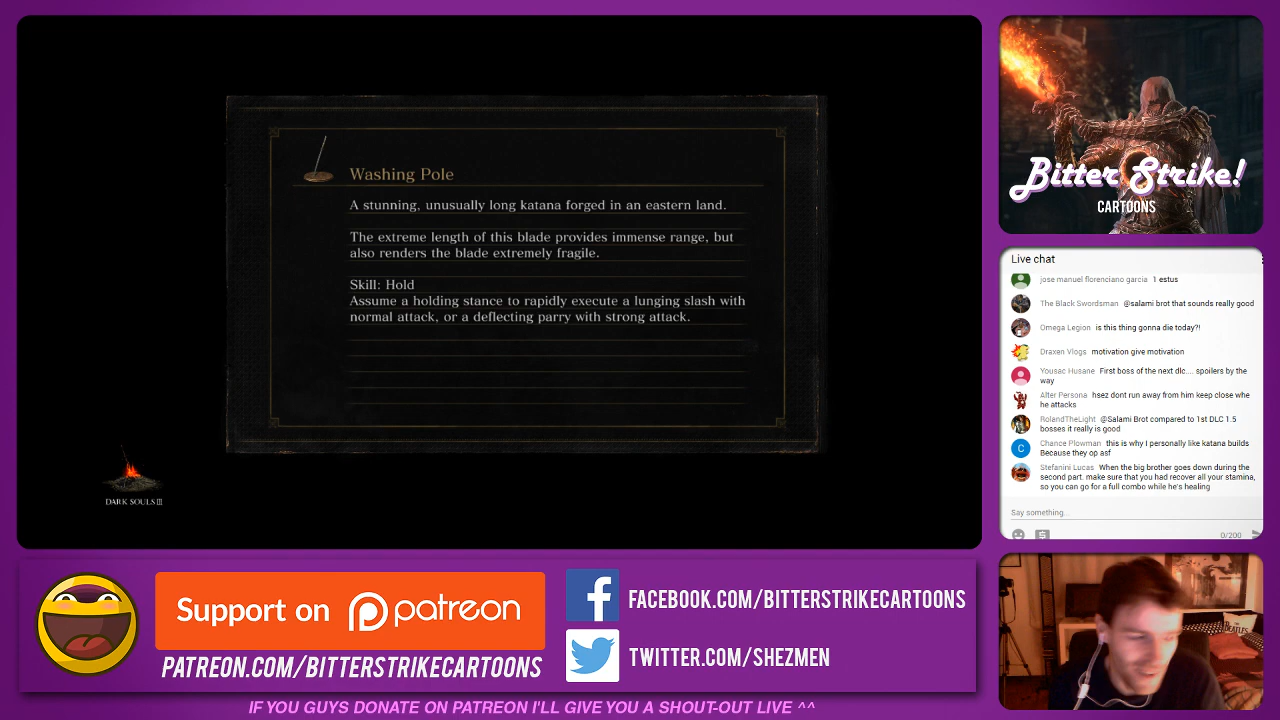 Washing Pole
A stunning, unusually long katana forged in an eastern land.
The extreme length of this blade provides immense range, but
also renders the blade extremely fragile.
Skill: Hold
Assume a holding stance to rapidly execute a lunging slash with
normal attack, or a deflecting parry with strong attack.
DARK SOULS III
Bitter Strike!
CARTOONS
Live chat
jose manuel florenciano garcia 1 estus
The Black Swordsman @salami brot that sounds really good
Omega Legion is this thing gonna die today?!
Draxen Vlogs motivation give motivation
Yousac Husane First boss of the next dlc.... spoilers by the
way
Alter Persona hsez dont run away from him keep close whe
he attacks
RolandTheLight @Salami Brot compared to 1st DLC 1.5
bosses it really is good
C
Chance Plowman this is why I personally like katana builds
Because they op asf
Stefanini Lucas When the big brother goes down during the
second part. make sure that you had recover all your stamina,
so you can go for a full combo while he's healing
Say something...
0/200
Support on patreon
PATREON.COM/BITTERSTRIKECARTOONS
FACEBOOK.COM/BITTERSTRIKECARTOONS
TWITTER.COM/SHEZMEN
IF YOU GUYS DONATE ON PATREON I'LL GIVE YOU A SHOUT-OUT LIVE ^^